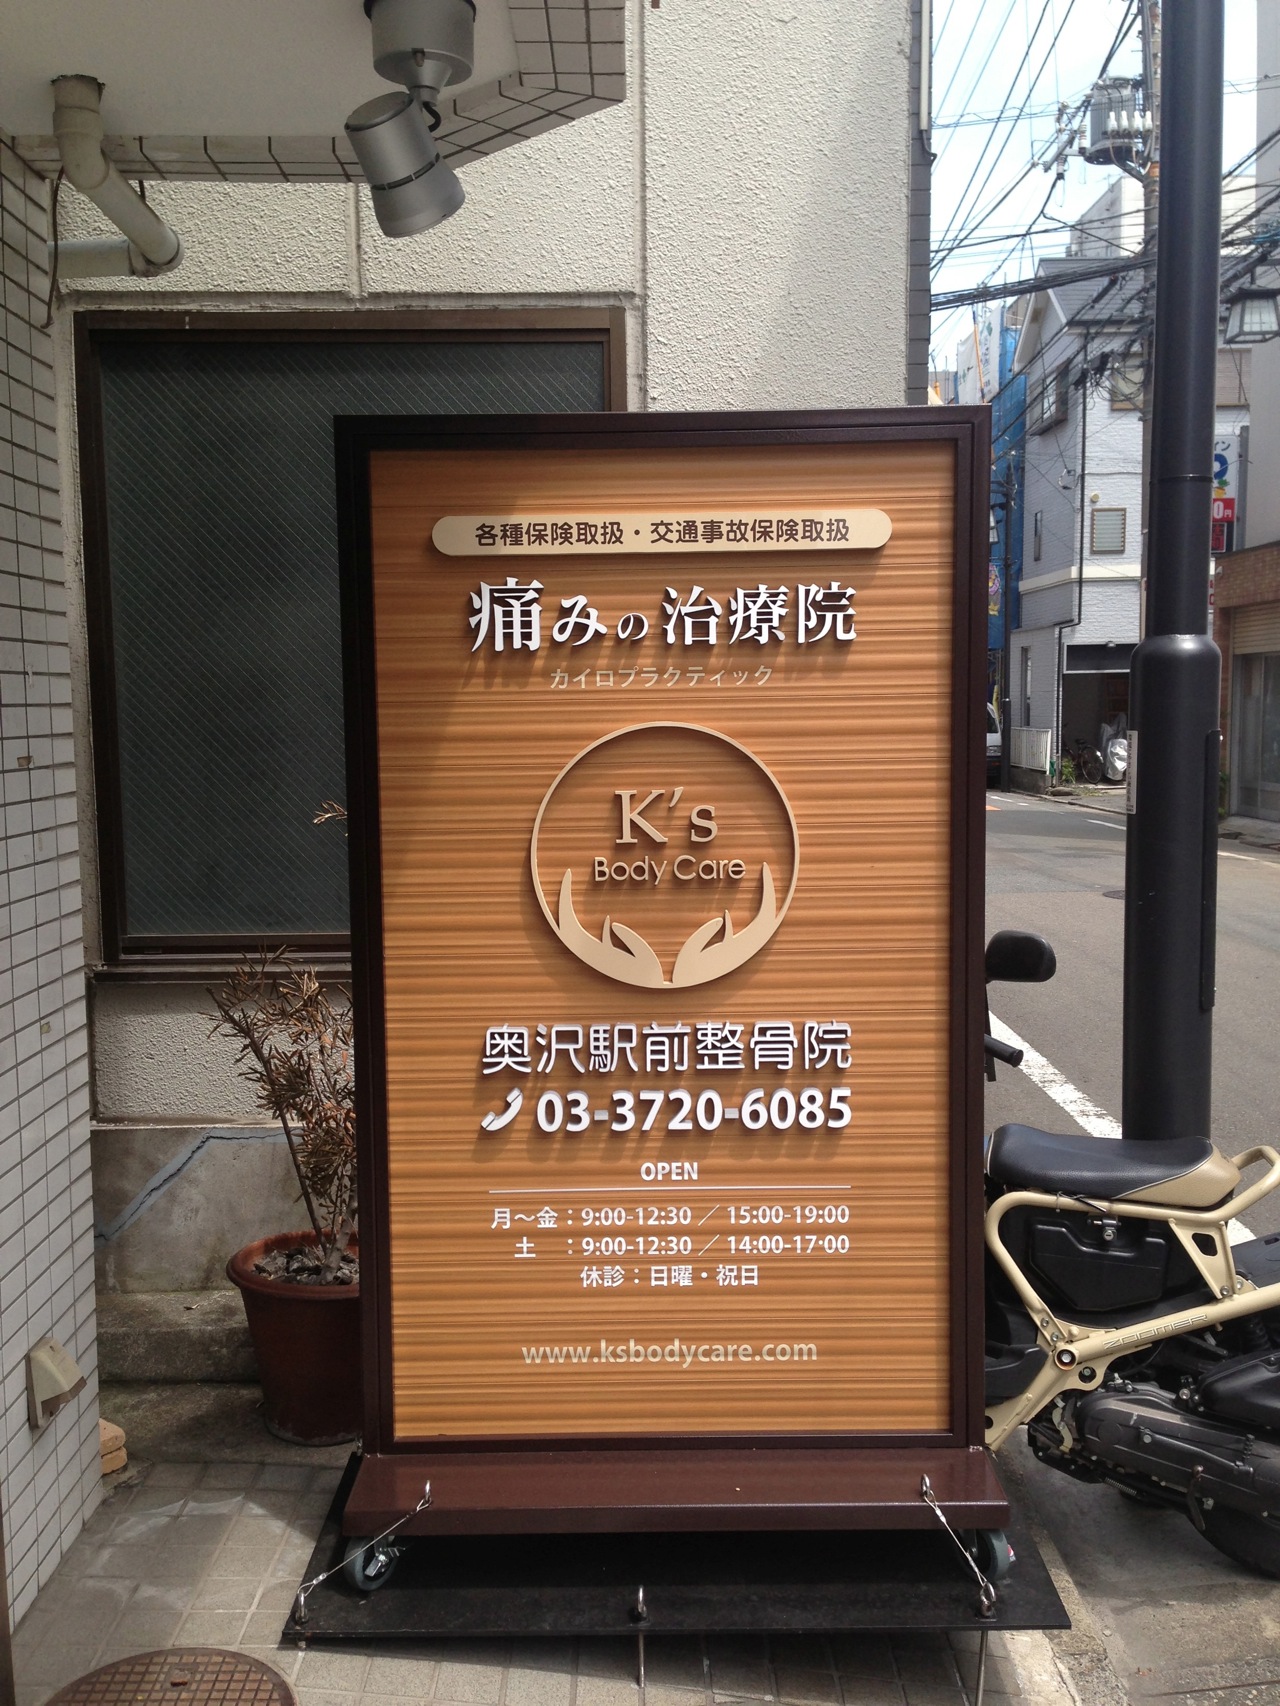 各種保険取扱・交通事故保険取扱
痛みの治療院
カイロプラクティック
K's
Body Care
奥沢駅前整骨院
03-3720-6085
OPEN
月〜金：9:00-12:30／15:00-19:00
土　：9:00-12:30／14:00-17:00
休診：日曜・祝日
www.ksbodycare.com
ZOOMER